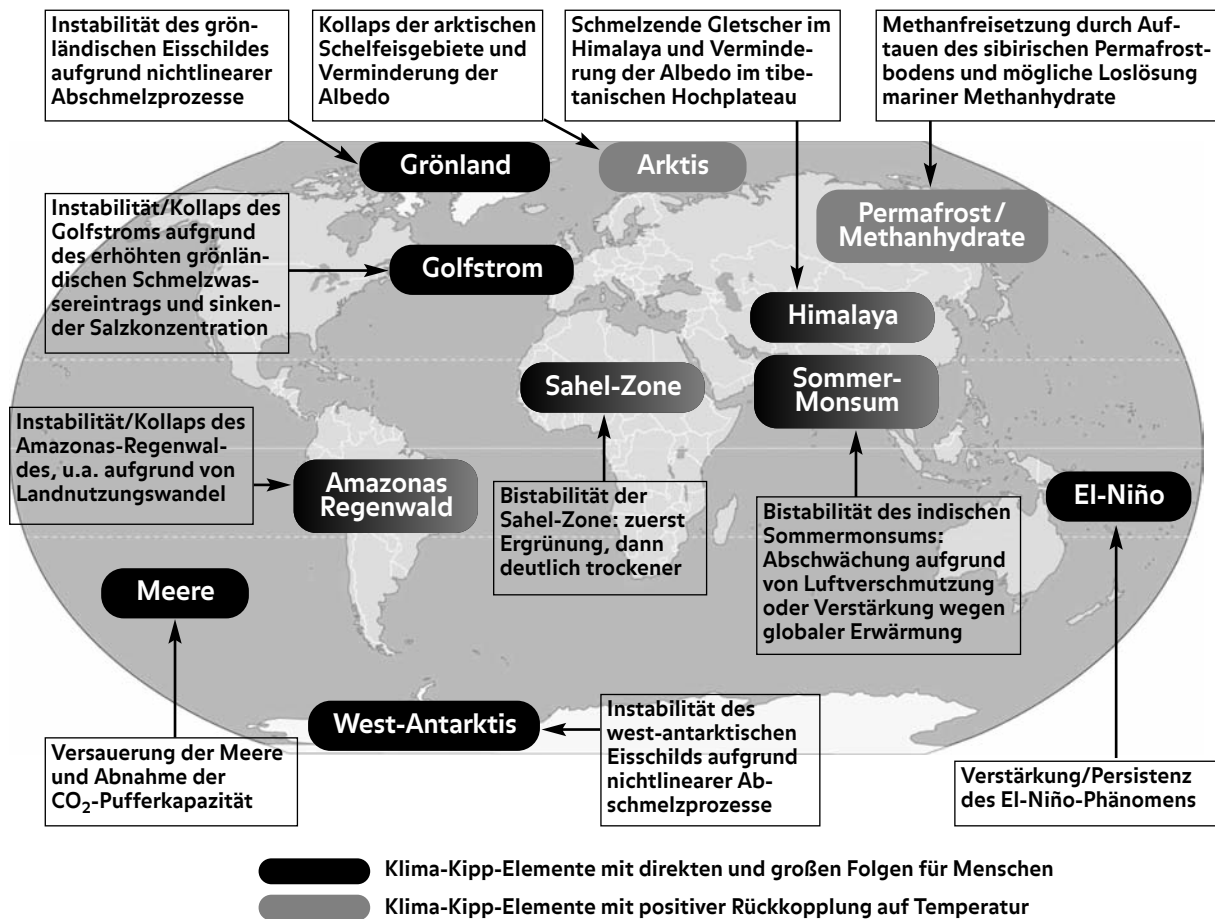 Instabilität des grön-
ländischen Eisschildes
aufgrund nichtlinearer
Abschmelzprozesse
Kollaps der arktischen
Schelfeisgebiete und
Verminderung der
Albedo
Schmelzende Gletscher im
Himalaya und Verminde-
rung der Albedo im tibe-
tanischen Hochplateau
Methanfreisetzung durch Auf-
tauen des sibirischen Permafrost-
bodens und mögliche Loslösung
mariner Methanhydrate
Grönland
Arktis
Permafrost/
Methanhydrate
Instabilität/Kollaps des
Golfstroms aufgrund
des erhöhten grönlän-
dischen Schmelzwas-
sereintrags und sinken-
der Salzkonzentration
Golfstrom
Himalaya
Sahel-Zone
Sommer-
Monsum
Instabilität/Kollaps des
Amazonas-Regenwal-
des, u.a. aufgrund von
Landnutzungswandel
Amazonas
Regenwald
Bistabilität der
Sahel-Zone: zuerst
Ergrünung, dann
deutlich trockener
Bistabilität des indischen
Sommermonsums:
Abschwächung aufgrund
von Luftverschmutzung
oder Verstärkung wegen
globaler Erwärmung
El-Niño
Meere
West-Antarktis
Versauerung der Meere
und Abnahme der
CO₂-Pufferkapazität
Instabilität des
west-antarktischen
Eisschilds aufgrund
nichtlinearer Ab-
schmelzprozesse
Verstärkung/Persistenz
des El-Niño-Phänomens
Klima-Kipp-Elemente mit direkten und großen Folgen für Menschen
Klima-Kipp-Elemente mit positiver Rückkopplung auf Temperatur